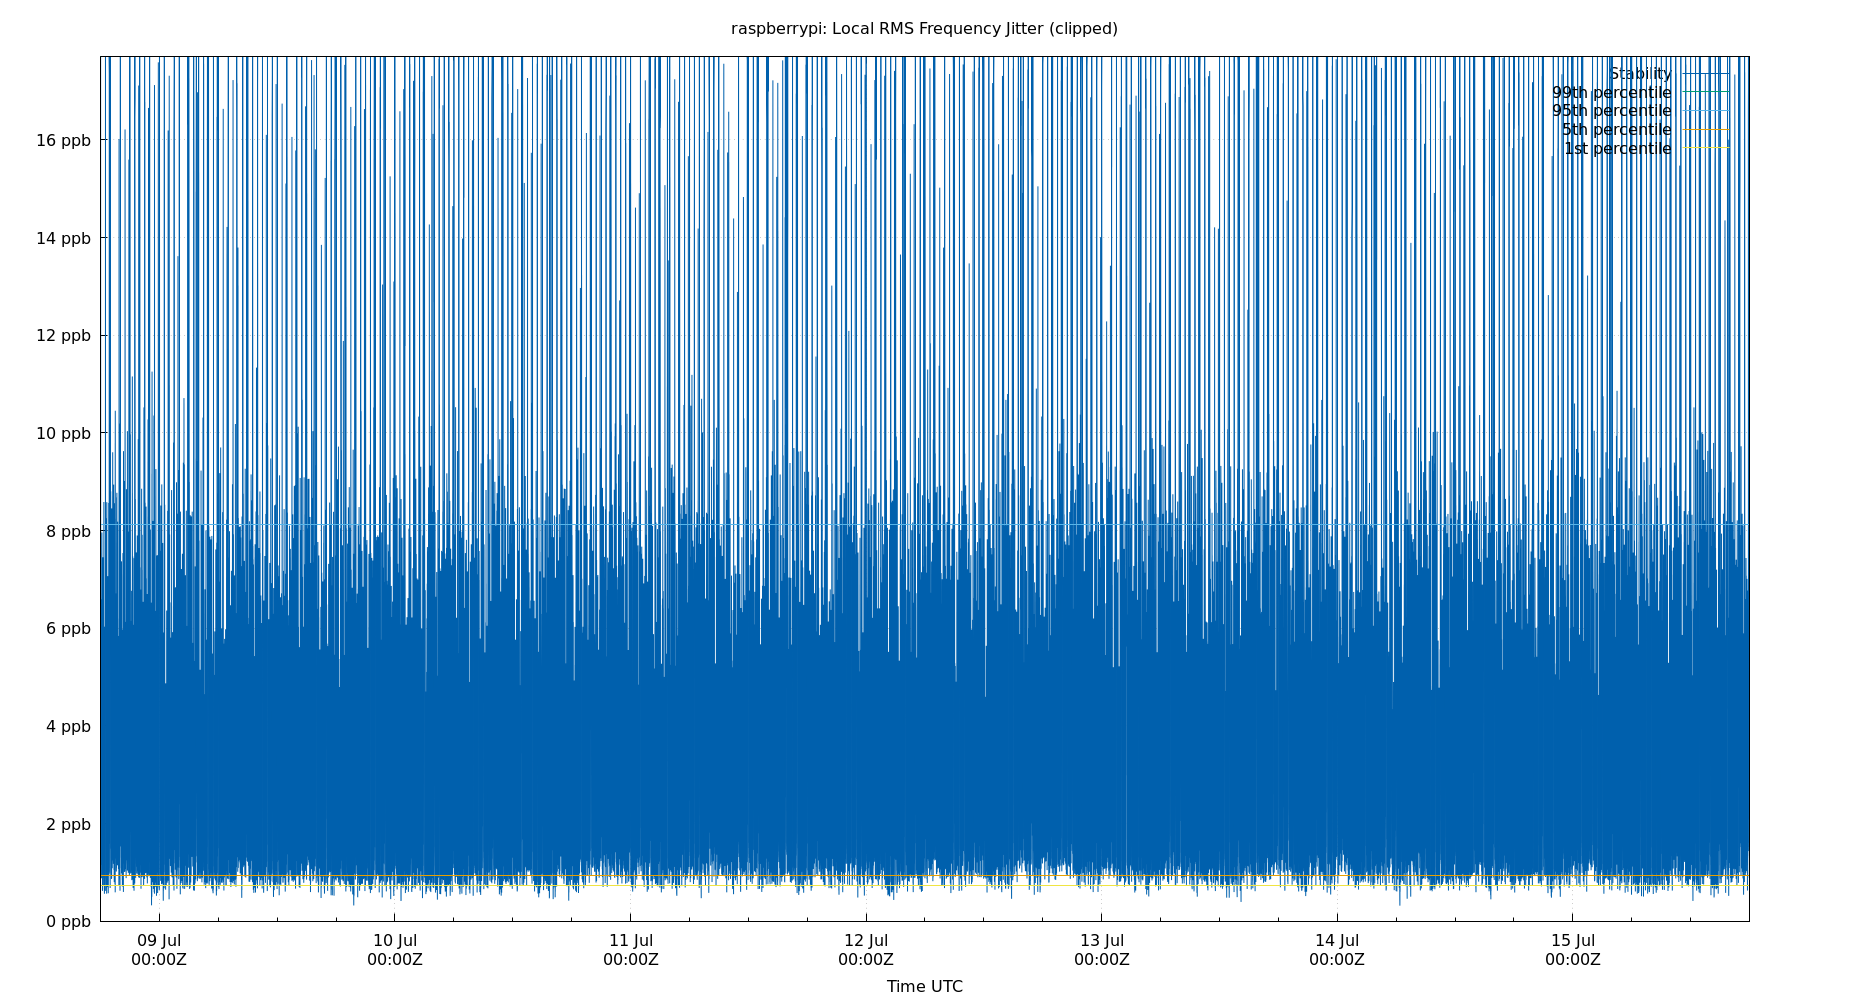 raspberrypi: Local RMS Frequency Jitter (clipped)
Stability
99th percentile
95th percentile
5th percentile
1st percentile
16 ppb
14 ppb
12 ppb
10 ppb
8 ppb
6 ppb
4 ppb
2 ppb
0 ppb
09 Jul 10 Jul 11 Jul 12 Jul 13 Jul 14 Jul 15 Jul
00:00Z 00:00Z 00:00Z 00:00Z 00:00Z 00:00Z 00:00Z
Time UTC